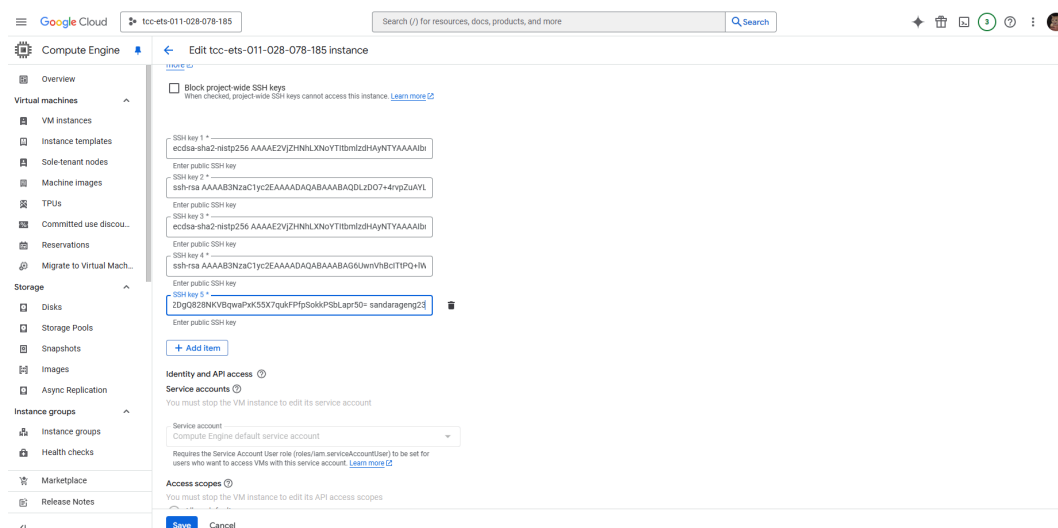 Google Cloud
tcc-ets-011-028-078-185
Search (/) for resources, docs, products, and more
Search
3
Compute Engine
Edit tcc-ets-011-028-078-185 instance
more
Overview
Virtual machines
VM instances
Instance templates
Sole-tenant nodes
Machine images
TPUs
Committed use discou...
Reservations
Migrate to Virtual Mach...
Storage
Disks
Storage Pools
Snapshots
Images
Async Replication
Instance groups
Instance groups
Health checks
Marketplace
Release Notes
Block project-wide SSH keys
When checked, project-wide SSH keys cannot access this instance. Learn more
SSH key 1 *
ecdsa-sha2-nistp256
Enter public SSH key
SSH key 2 *
ssh-rsa
Enter public SSH key
SSH key 3 *
ecdsa-sha2-nistp256
Enter public SSH key
SSH key 4 *
ssh-rsa
Enter public SSH key
SSH key 5 *
sandarageng23
Enter public SSH key
+ Add item
Identity and API access
Service accounts
You must stop the VM instance to edit its service account
Service account
Compute Engine default service account
Requires the Service Account User role (roles/iam.serviceAccountUser) to be set for
users who want to access VMs with this service account. Learn more
Access scopes
You must stop the VM instance to edit its API access scopes
Save
Cancel